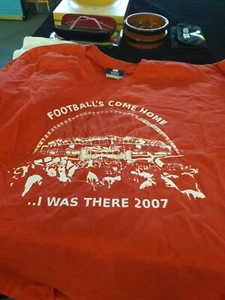 FOOTBALL'S COME HOME
..I WAS THERE 2007